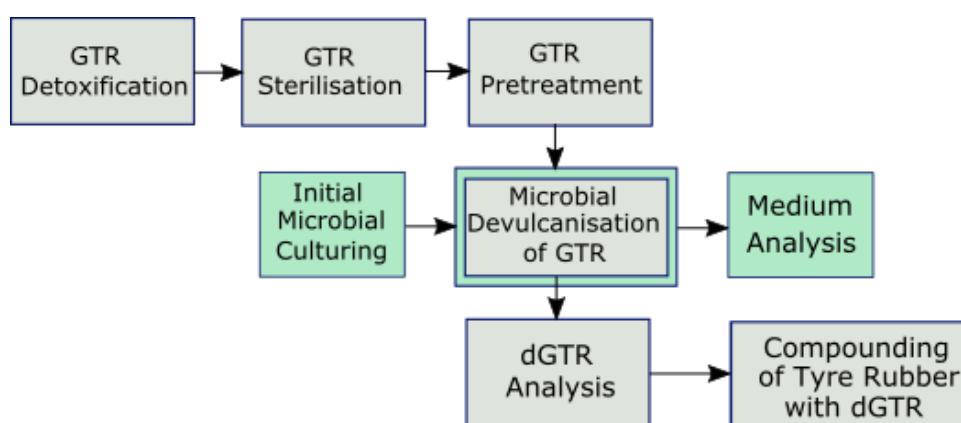 GTR
Detoxification
GTR
Sterilisation
GTR
Pretreatment
Initial
Microbial
Culturing
Microbial
Devulcanisation
of GTR
Medium
Analysis
dGTR
Analysis
Compounding
of Tyre Rubber
with dGTR